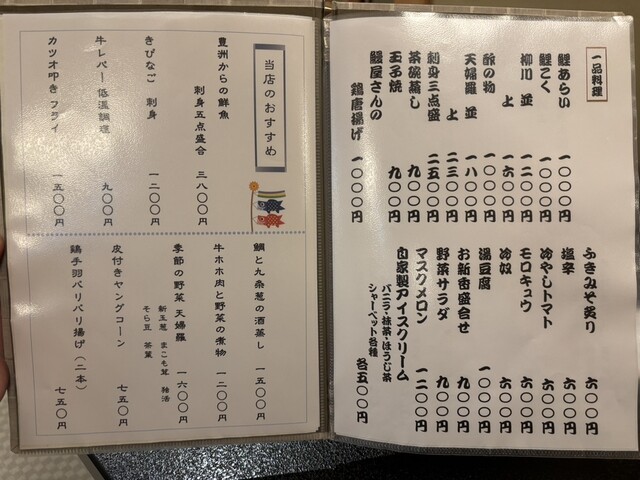 一品料理
鯉あらい 一〇〇〇円
鯉こく 一〇〇〇円
柳川 並 一二〇〇円
上 一六〇〇円
酢の物 一〇〇〇円
天婦羅 並 一八〇〇円
上 二三〇〇円
刺身三点盛 二五〇〇円
茶碗蒸し 九〇〇円
玉子焼 九〇〇円
鰻屋さんの
鶏唐揚げ 一〇〇〇円
ふきみそ炙り 六〇〇円
塩辛 六〇〇円
冷やしトマト 六〇〇円
モロキュウ 六〇〇円
冷奴 六〇〇円
湯豆腐 一〇〇〇円
お新香盛合せ 九〇〇円
野菜サラダ 九〇〇円
マスクメロン 一二〇〇円
自家製アイスクリーム
バニラ・抹茶・ほうじ茶
シャーベット各種 各五〇〇円
当店のおすすめ
豊洲からの鮮魚
刺身五点盛合 三八〇〇円
きびなご 刺身 一二〇〇円
牛レバー 低温調理 九〇〇円
カツオ叩き フライ 一五〇〇円
鯛と九条葱の酒蒸し 一五〇〇円
牛ホホ肉と野菜の煮物 一二〇〇円
季節の野菜 天婦羅 一六〇〇円
新玉葱 まこも茸 独活
そら豆 茶葉
皮付きヤングコーン 七五〇円
鶏手羽バリバリ揚げ（二本） 七五〇円